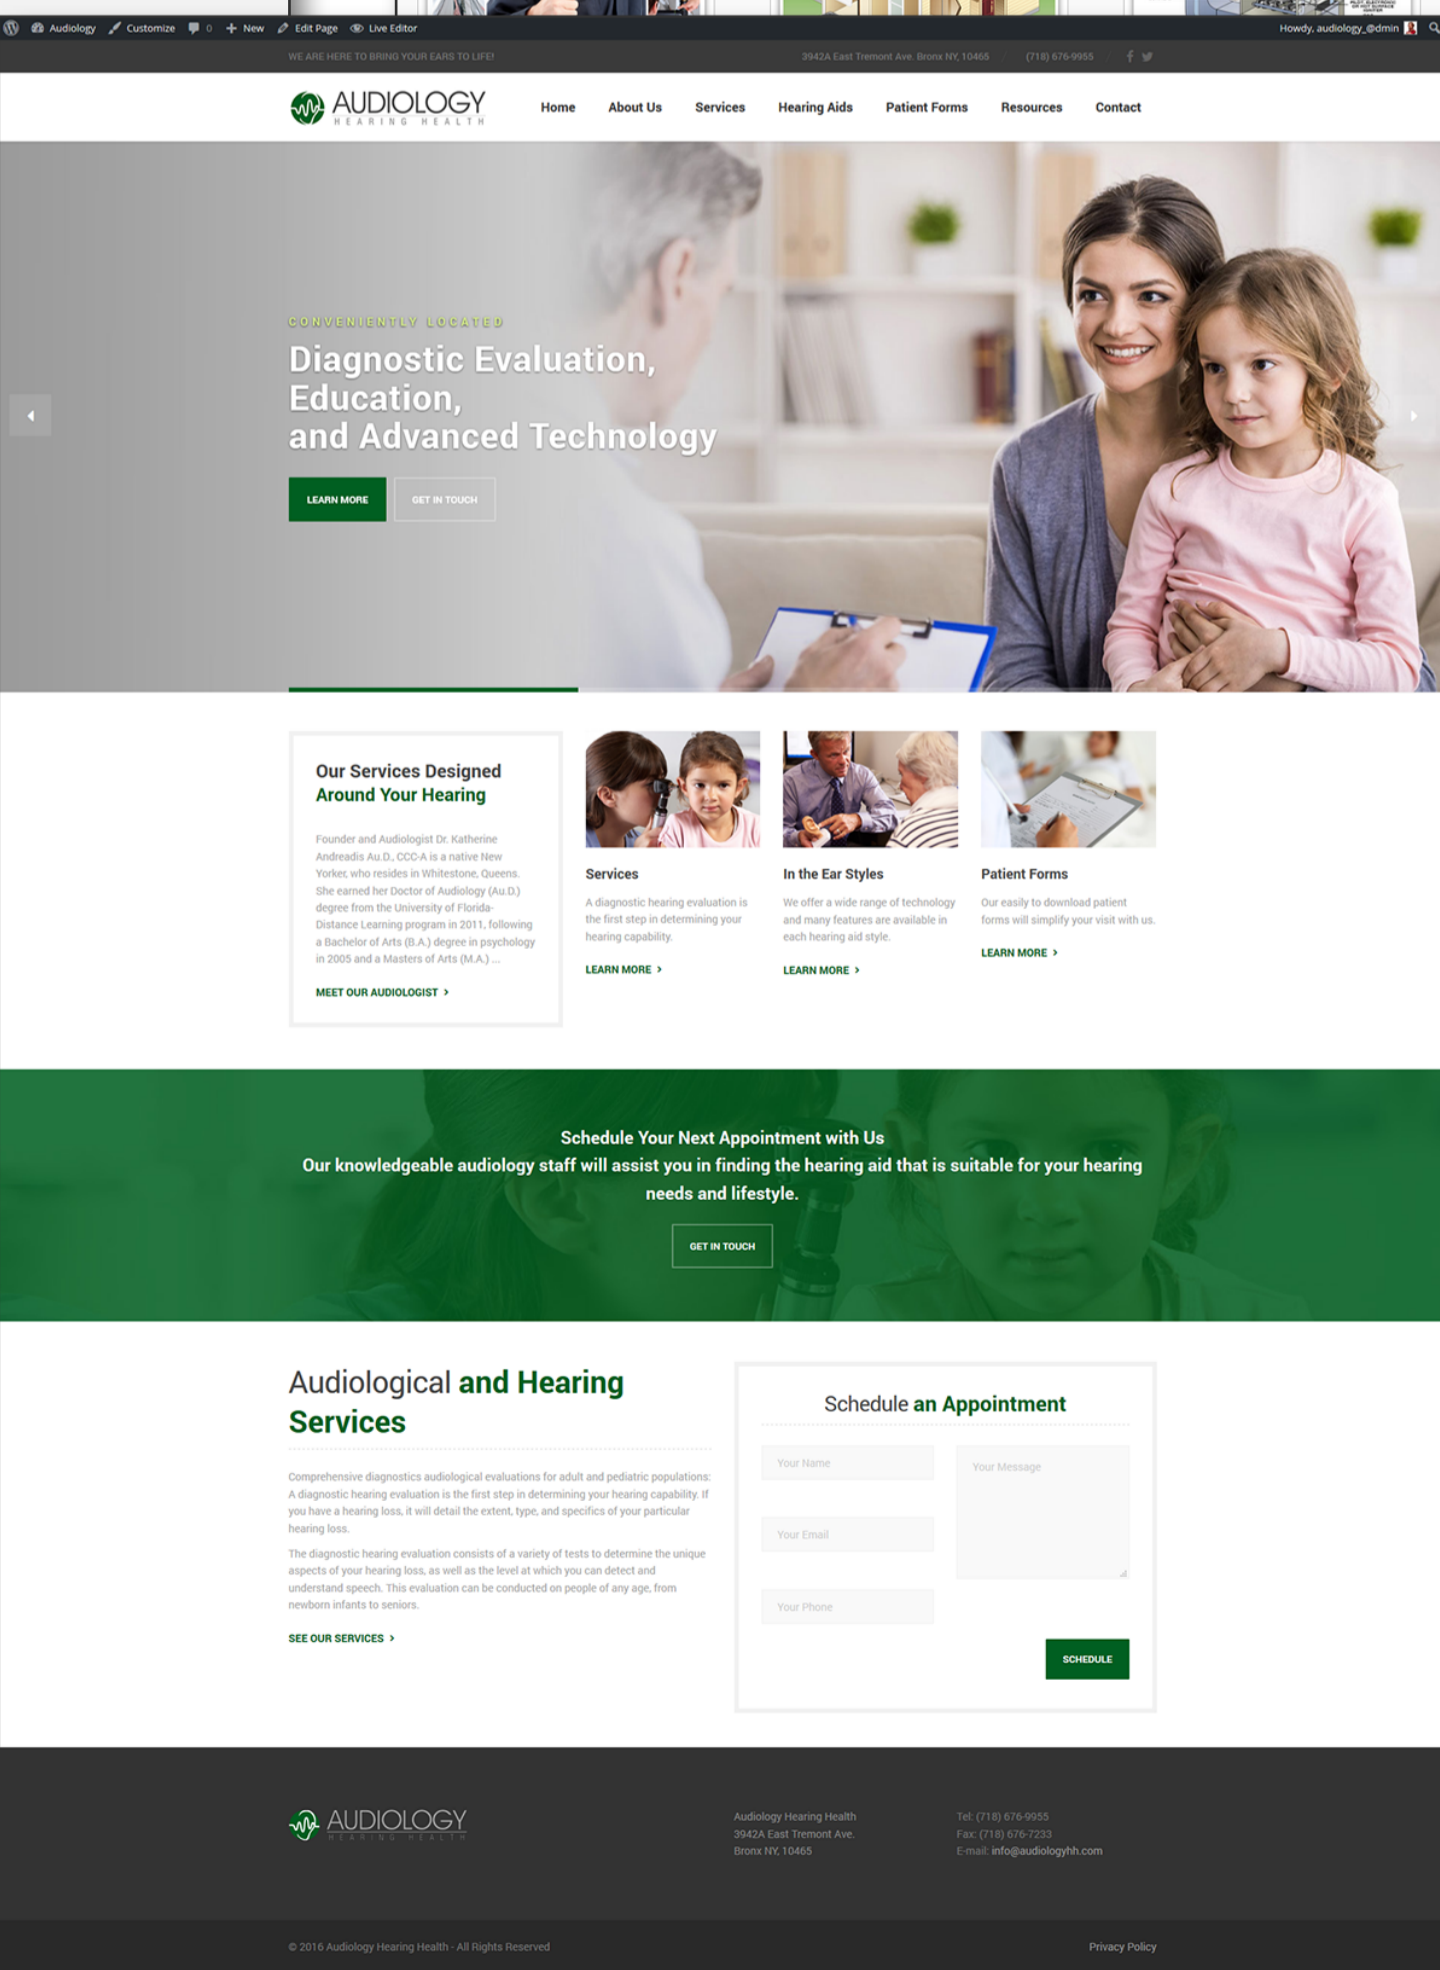 PILOT, ELECTRONIC
OR HOT SURFACE
IGNITER
Audiology Customize 0 New Edit Page Live Editor
Howdy, audiology_@dmin
WE ARE HERE TO BRING YOUR EARS TO LIFE!
3942A East Tremont Ave. Bronx NY, 10465 / (718) 676-9955 /
AUDIOLOGY
HEARING HEALTH
Home About Us Services Hearing Aids Patient Forms Resources Contact
CONVENIENTLY LOCATED
Diagnostic Evaluation,
Education,
and Advanced Technology
LEARN MORE GET IN TOUCH
Our Services Designed
Around Your Hearing
Founder and Audiologist Dr. Katherine
Andreadis Au.D., CCC-A is a native New
Yorker, who resides in Whitestone, Queens.
She earned her Doctor of Audiology (Au.D.)
degree from the University of Florida-
Distance Learning program in 2011, following
a Bachelor of Arts (B.A.) degree in psychology
in 2005 and a Masters of Arts (M.A.) ...
MEET OUR AUDIOLOGIST >
Services
A diagnostic hearing evaluation is
the first step in determining your
hearing capability.
LEARN MORE >
In the Ear Styles
We offer a wide range of technology
and many features are available in
each hearing aid style.
LEARN MORE >
Patient Forms
Our easily to download patient
forms will simplify your visit with us.
LEARN MORE >
Schedule Your Next Appointment with Us
Our knowledgeable audiology staff will assist you in finding the hearing aid that is suitable for your hearing
needs and lifestyle.
GET IN TOUCH
Audiological and Hearing
Services
Comprehensive diagnostics audiological evaluations for adult and pediatric populations:
A diagnostic hearing evaluation is the first step in determining your hearing capability. If
you have a hearing loss, it will detail the extent, type, and specifics of your particular
hearing loss.
The diagnostic hearing evaluation consists of a variety of tests to determine the unique
aspects of your hearing loss, as well as the level at which you can detect and
understand speech. This evaluation can be conducted on people of any age, from
newborn infants to seniors.
SEE OUR SERVICES >
Schedule an Appointment
Your Name
Your Email
Your Phone
Your Message
SCHEDULE
AUDIOLOGY
HEARING HEALTH
Audiology Hearing Health
3942A East Tremont Ave.
Bronx NY, 10465
Tel: (718) 676-9955
Fax: (718) 676-7233
E-mail: info@audiologyhh.com
© 2016 Audiology Hearing Health - All Rights Reserved
Privacy Policy